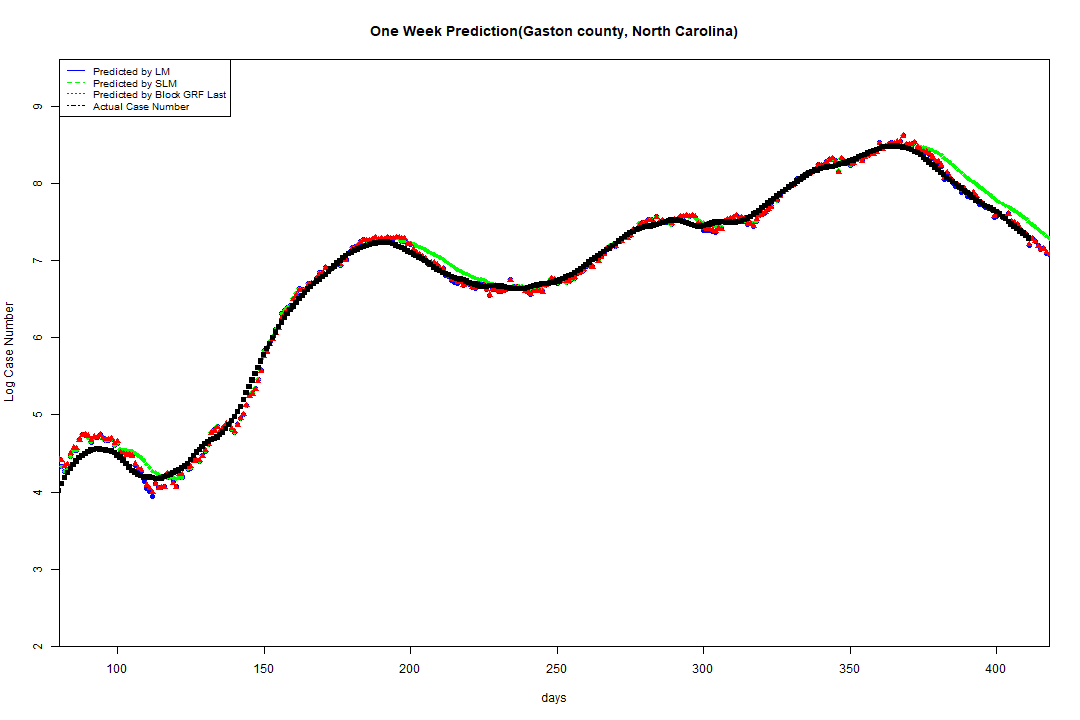 One Week Prediction(Gaston county, North Carolina)
Predicted by LM
Predicted by SLM
Predicted by Block GRF Last
Actual Case Number
9
8
7
6
5
4
3
2
Log Case Number
100 150 200 250 300 350 400
days